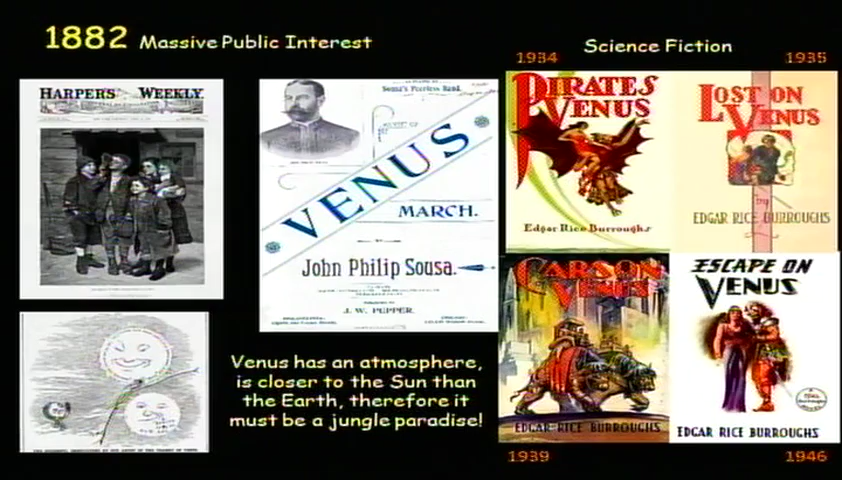 1882 Massive Public Interest
HARPER'S WEEKLY.
Sousa's Peerless Band.
VENUS
MARCH.
BY
John Philip Sousa.
J. W. PEPPER.
Venus has an atmosphere,
is closer to the Sun than
the Earth, therefore it
must be a jungle paradise!
Science Fiction
1934
1935
PIRATES
VENUS
Edgar Rice Burroughs
LOST ON
VENUS
by
EDGAR RICE BURROUGHS
CARSON
VENUS
EDGAR RICE BURROUGHS
ESCAPE ON
VENUS
EDGAR RICE BURROUGHS
1939
1946